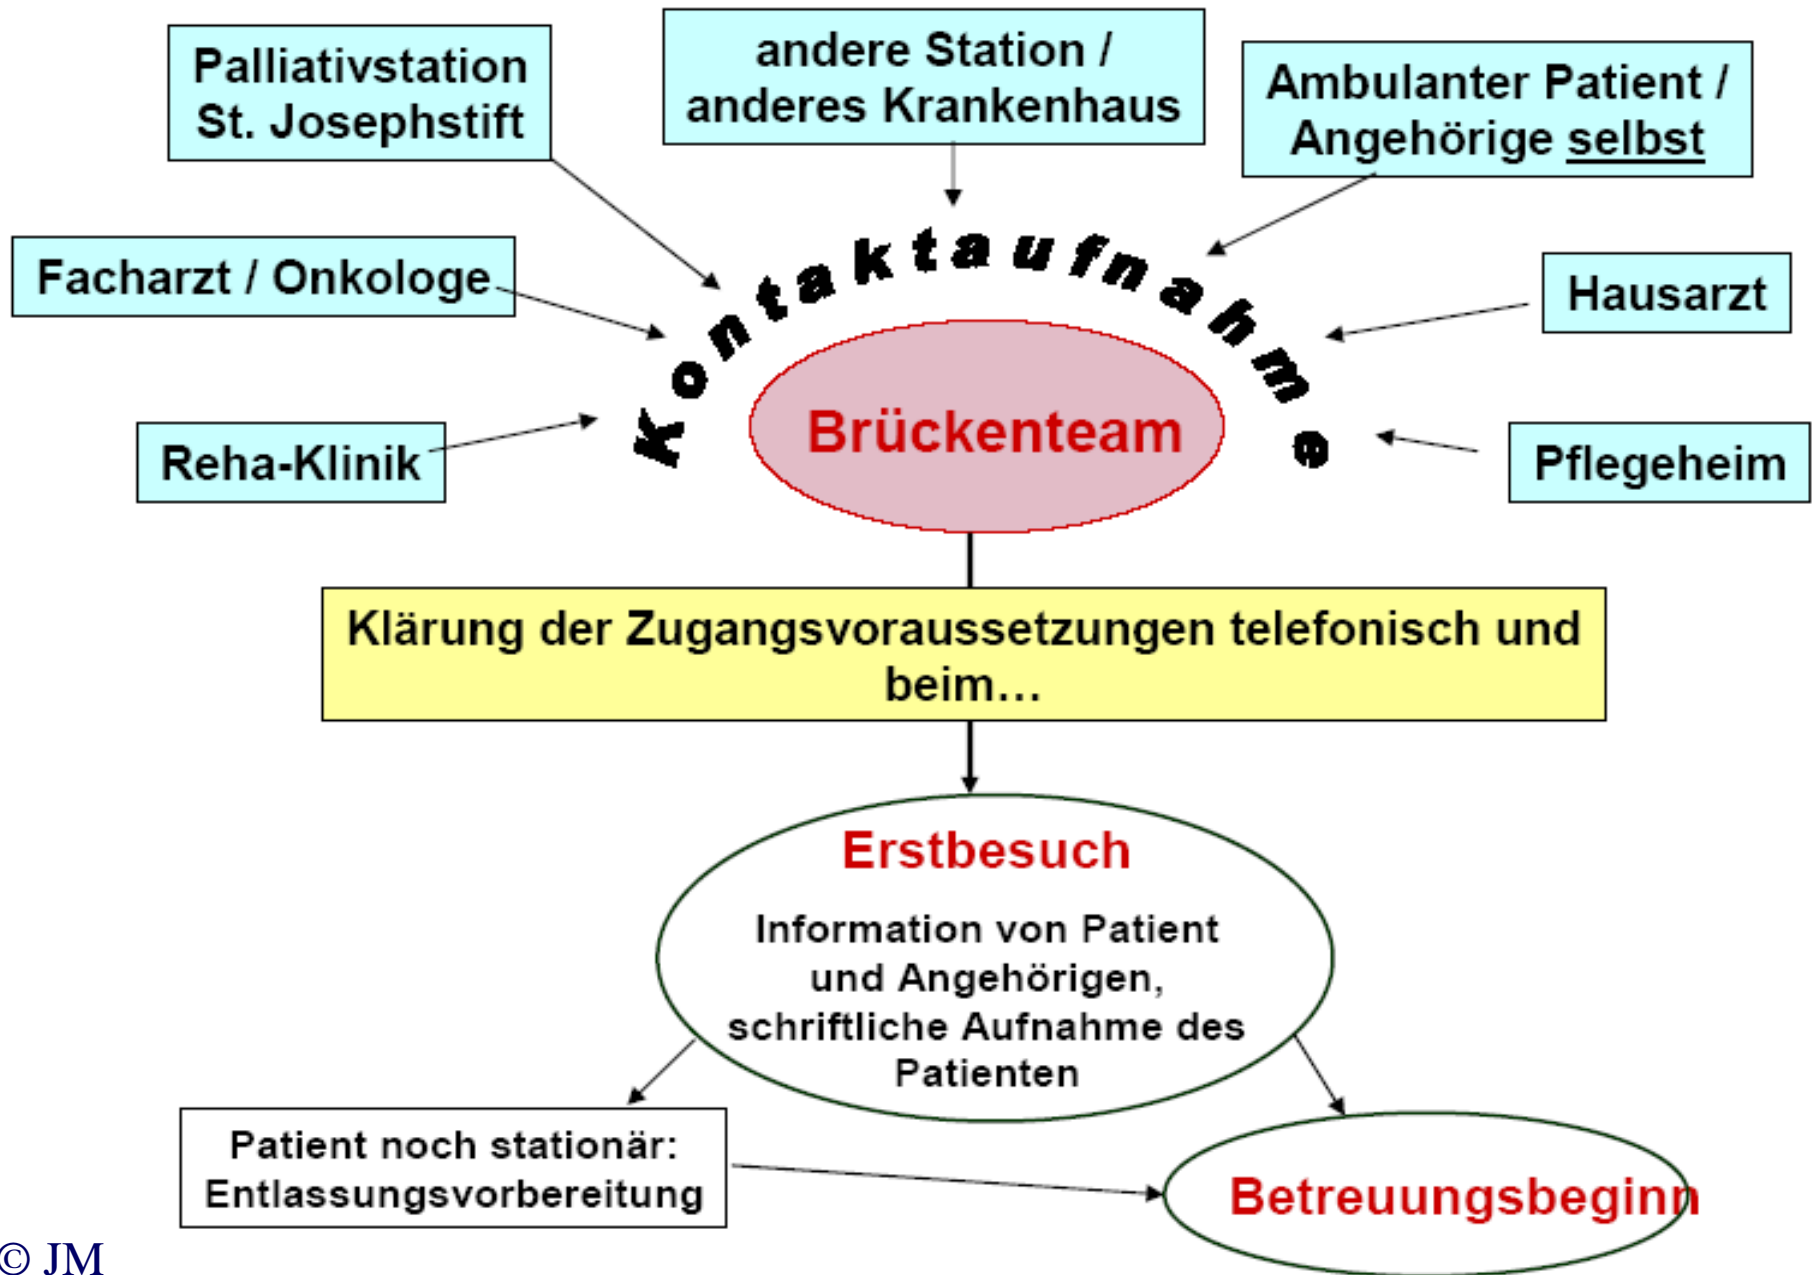 Palliativstation
St. Josephstift
andere Station /
anderes Krankenhaus
Ambulanter Patient /
Angehörige selbst
Facharzt / Onkologe
Hausarzt
Reha-Klinik
Pflegeheim
Kontaktaufnahme
Brückenteam
Klärung der Zugangsvoraussetzungen telefonisch und
beim…
Erstbesuch
Information von Patient
und Angehörigen,
schriftliche Aufnahme des
Patienten
Patient noch stationär:
Entlassungsvorbereitung
Betreuungsbeginn
© JM